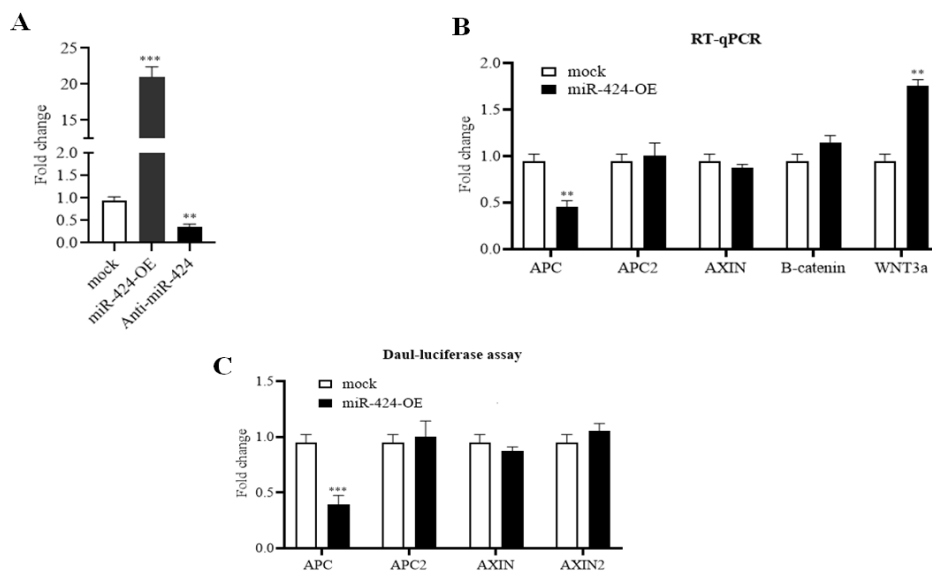 A
Fold change
25
20
15
2.0
1.0
0.5
0.0
***
**
mock
miR-424-OE
Anti-miR-424
B
RT-qPCR
mock
miR-424-OE
Fold change
2.0
1.5
1.0
0.5
0.0
**
**
APC
APC2
AXIN
B-catenin
WNT3a
C
Daul-luciferase assay
mock
miR-424-OE
Fold change
1.5
1.0
0.5
0.0
***
APC
APC2
AXIN
AXIN2